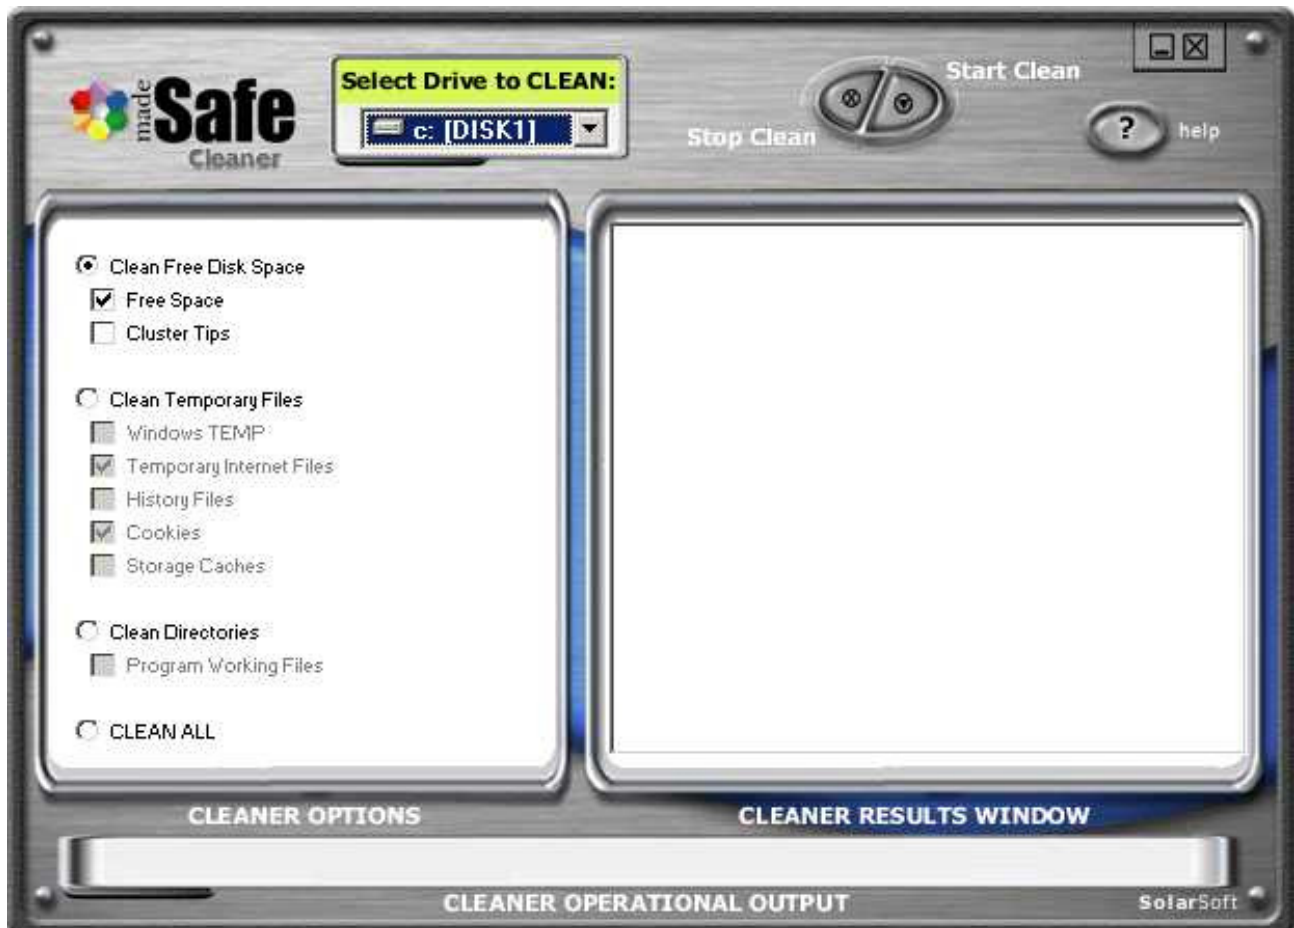 made
Safe
Cleaner
Select Drive to CLEAN:
c: [DISK1]
Start Clean
Stop Clean
?
help
Clean Free Disk Space
Free Space
Cluster Tips
Clean Temporary Files
Windows TEMP
Temporary Internet Files
History Files
Cookies
Storage Caches
Clean Directories
Program Working Files
CLEAN ALL
CLEANER OPTIONS
CLEANER RESULTS WINDOW
CLEANER OPERATIONAL OUTPUT
SolarSoft